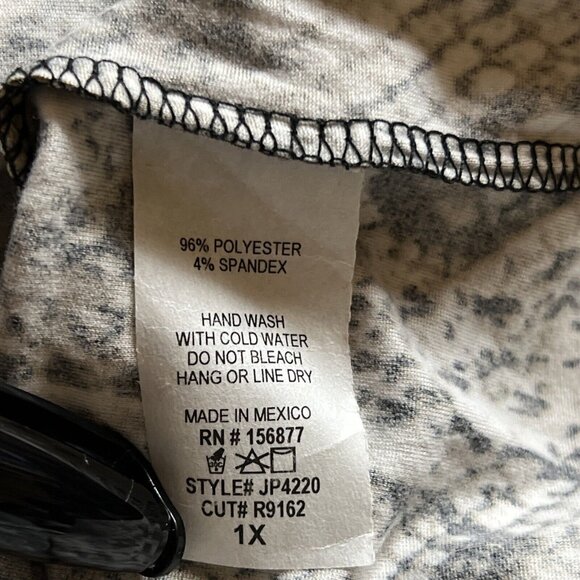 96% POLYESTER
4% SPANDEX
HAND WASH
WITH COLD WATER
DO NOT BLEACH
HANG OR LINE DRY
MADE IN MEXICO
RN # 156877
STYLE# JP4220
CUT# R9162
1X